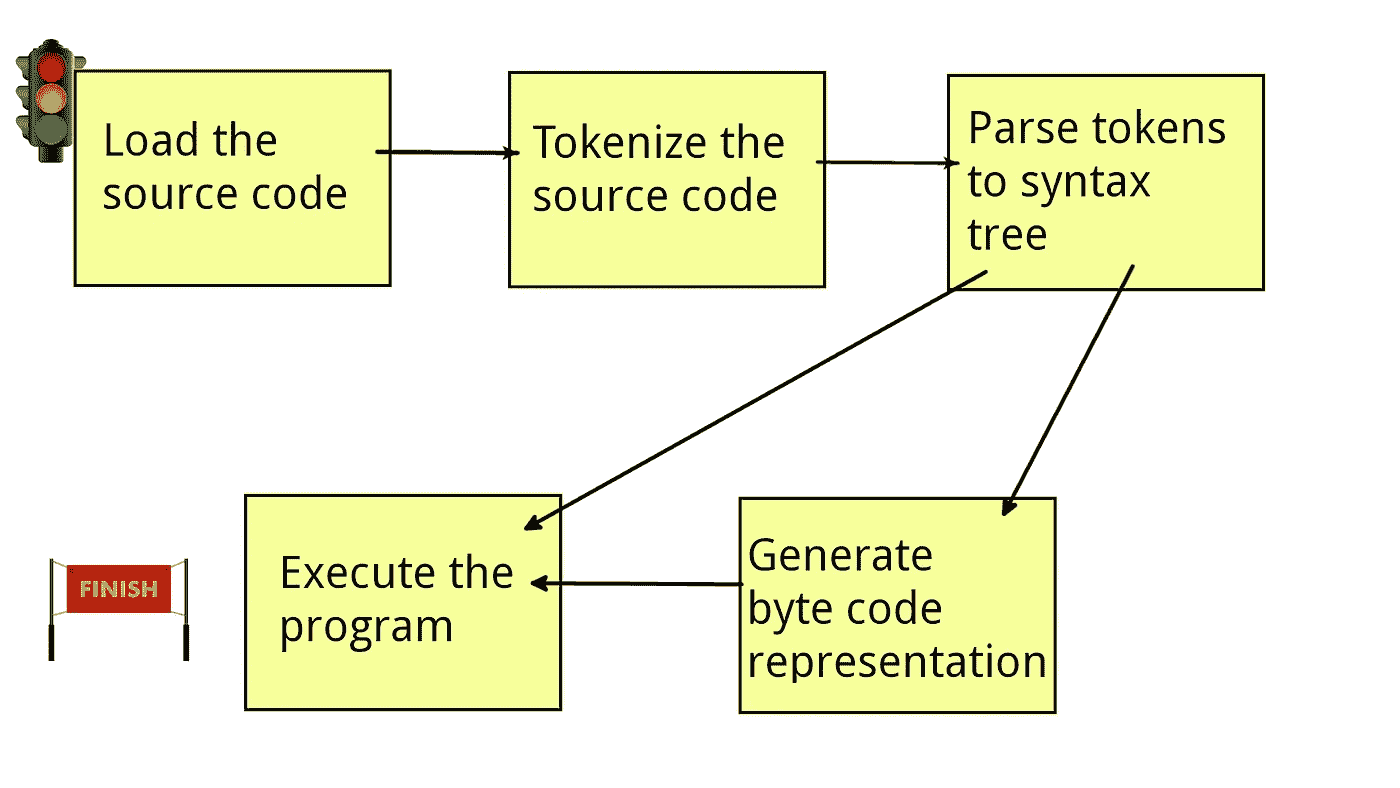 Load the
source code
Tokenize the
source code
Parse tokens
to syntax
tree
FINISH
Execute the
program
Generate
byte code
representation